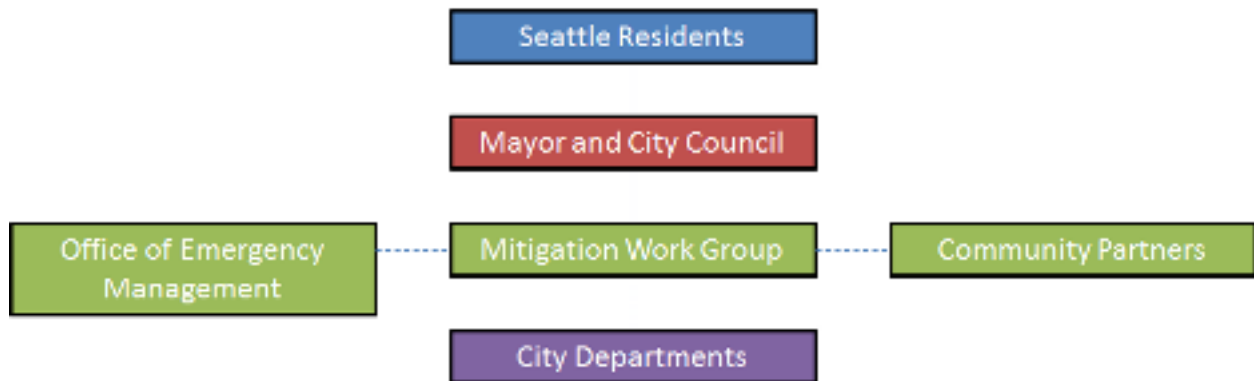 Seattle Residents
Mayor and City Council
Office of Emergency
Management
Mitigation Work Group
Community Partners
City Departments